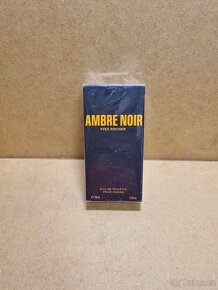 AMBRE NOIR
YVES ROCHER
EAU DE TOILETTE
POUR HOMME